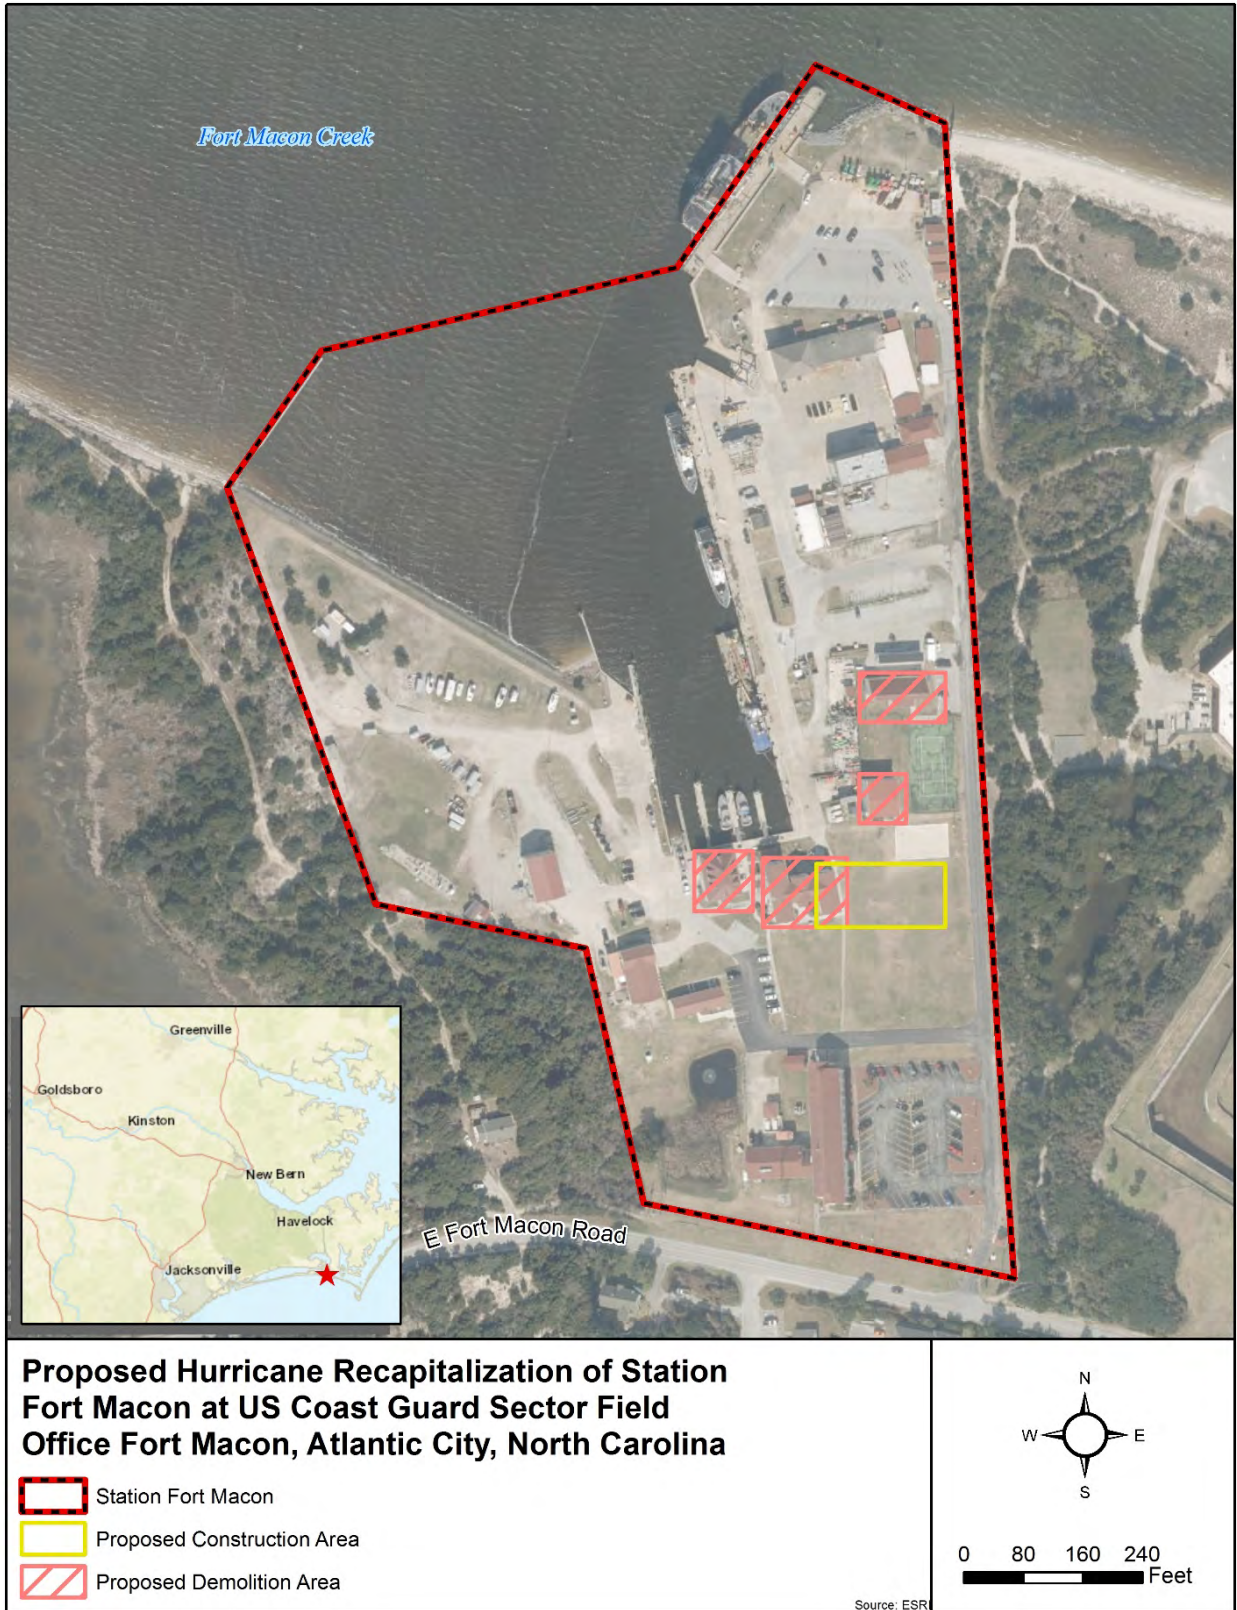 Fort Macon Creek
Greenville
Goldsboro
Kinston
New Bern
Havelock
Jacksonville
E Fort Macon Road
Proposed Hurricane Recapitalization of Station
Fort Macon at US Coast Guard Sector Field
Office Fort Macon, Atlantic City, North Carolina
Station Fort Macon
Proposed Construction Area
Proposed Demolition Area
Source: ESRI
N
W E
S
0 80 160 240
Feet